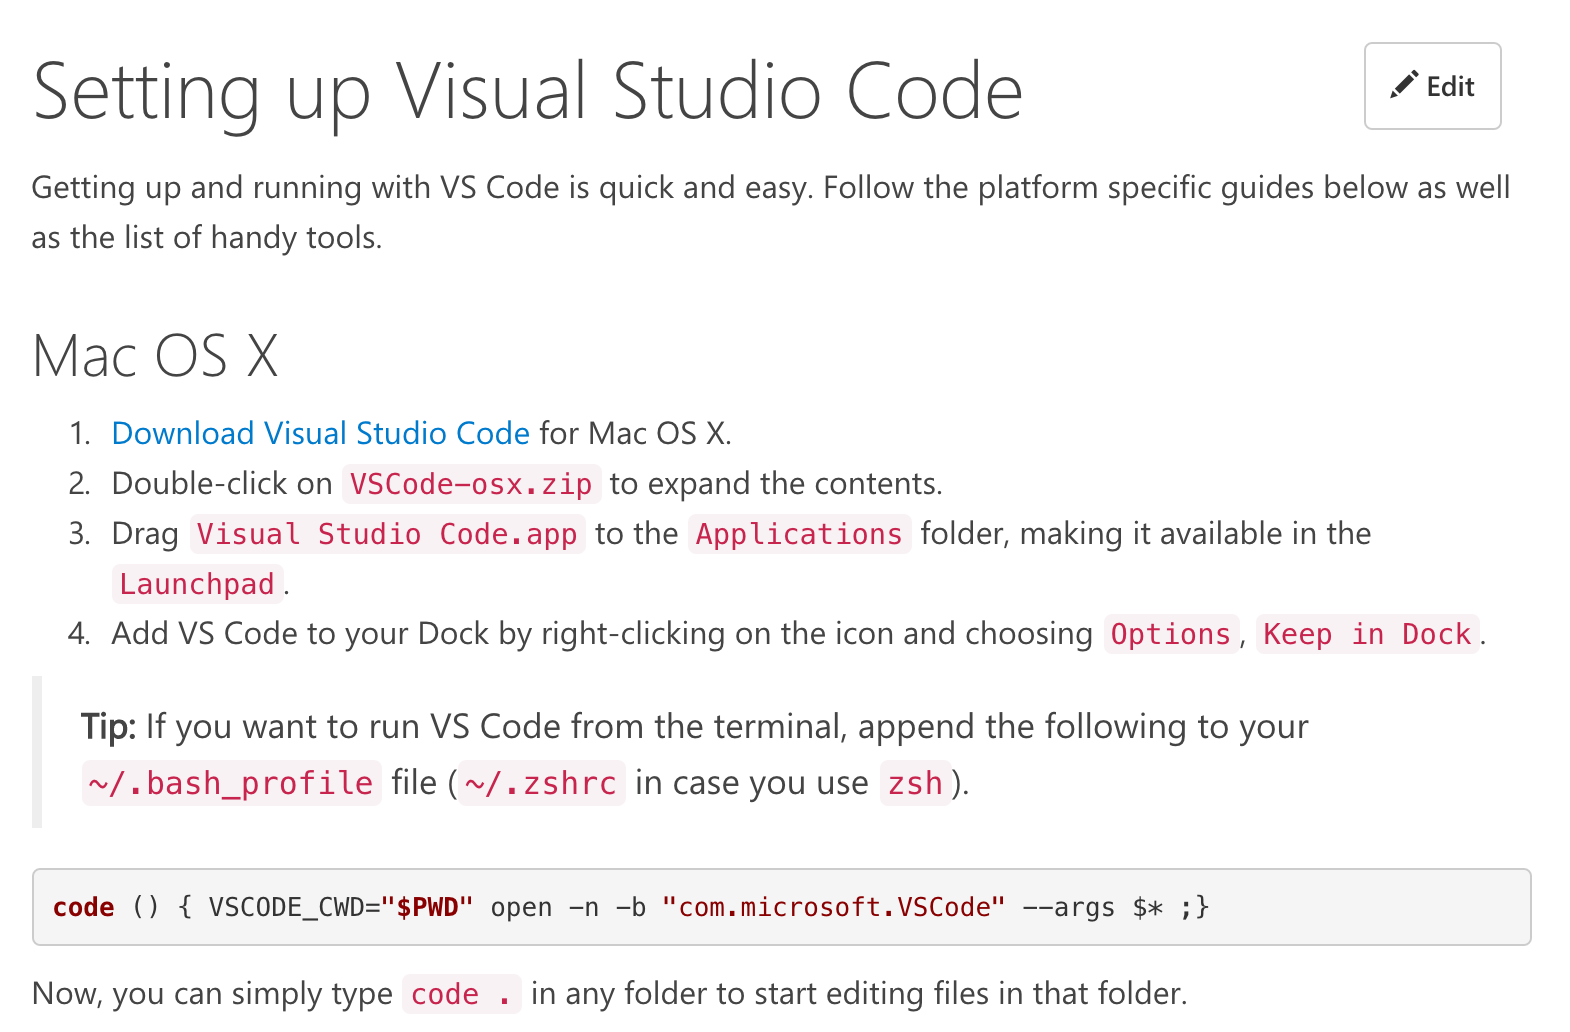 Setting up Visual Studio Code
Edit
Getting up and running with VS Code is quick and easy. Follow the platform specific guides below as well
as the list of handy tools.
Mac OS X
1. Download Visual Studio Code for Mac OS X.
2. Double-click on VSCode-osx.zip to expand the contents.
3. Drag Visual Studio Code.app to the Applications folder, making it available in the
Launchpad.
4. Add VS Code to your Dock by right-clicking on the icon and choosing Options, Keep in Dock.
Tip: If you want to run VS Code from the terminal, append the following to your
~/.bash_profile file (~/.zshrc in case you use zsh).
code () { VSCODE_CWD="$PWD" open -n -b "com.microsoft.VSCode" --args $* ;}
Now, you can simply type code . in any folder to start editing files in that folder.